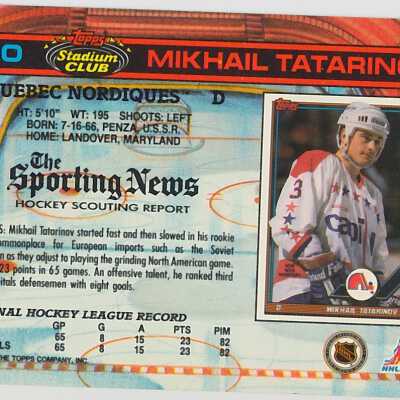 0 Topps Stadium CLUB MIKHAIL TATARINO
UEBEC NORDIQUES™ D
HT: 5'10" WT: 195 SHOOTS: LEFT
BORN: 7-16-66, PENZA, U.S.S.R.
HOME: LANDOVER, MARYLAND
The
Sporting News
HOCKEY SCOUTING REPORT
S: Mikhail Tatarinov started fast and then slowed in his rookie
ommonplace for European imports such as the Soviet
n as they adjust to playing the grinding North American game.
23 points in 65 games. An offensive talent, he ranked third
pitals defensemen with eight goals.
NAL HOCKEY LEAGUE RECORD
GP G A PTS PIM
65 8 15 23 82
LS 65 8 15 23 82
THE TOPPS COMPANY, INC.
Topps
3
capi
MIKHAIL TATARINOV
D
NHL
NHL